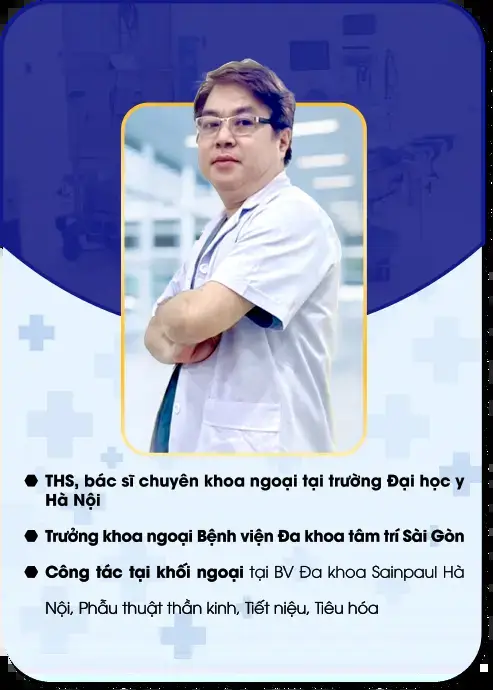 THS, bác sĩ chuyên khoa ngoại tại trường Đại học y
Hà Nội
Trưởng khoa ngoại Bệnh viện Đa khoa tâm trí Sài Gòn
Công tác tại khối ngoại tại BV Đa khoa Sainpaul Hà
Nội, Phẫu thuật thần kinh, Tiết niệu, Tiêu hóa